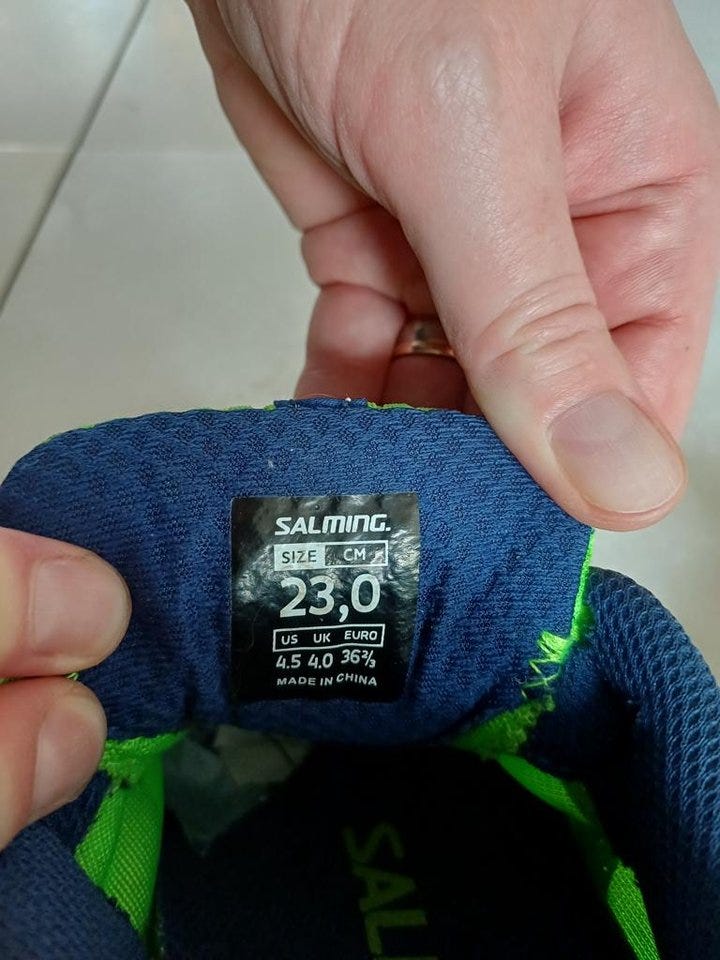 SALMING.
SIZE CM
23,0
US UK EURO
4.5 4.0 36⅔
MADE IN CHINA